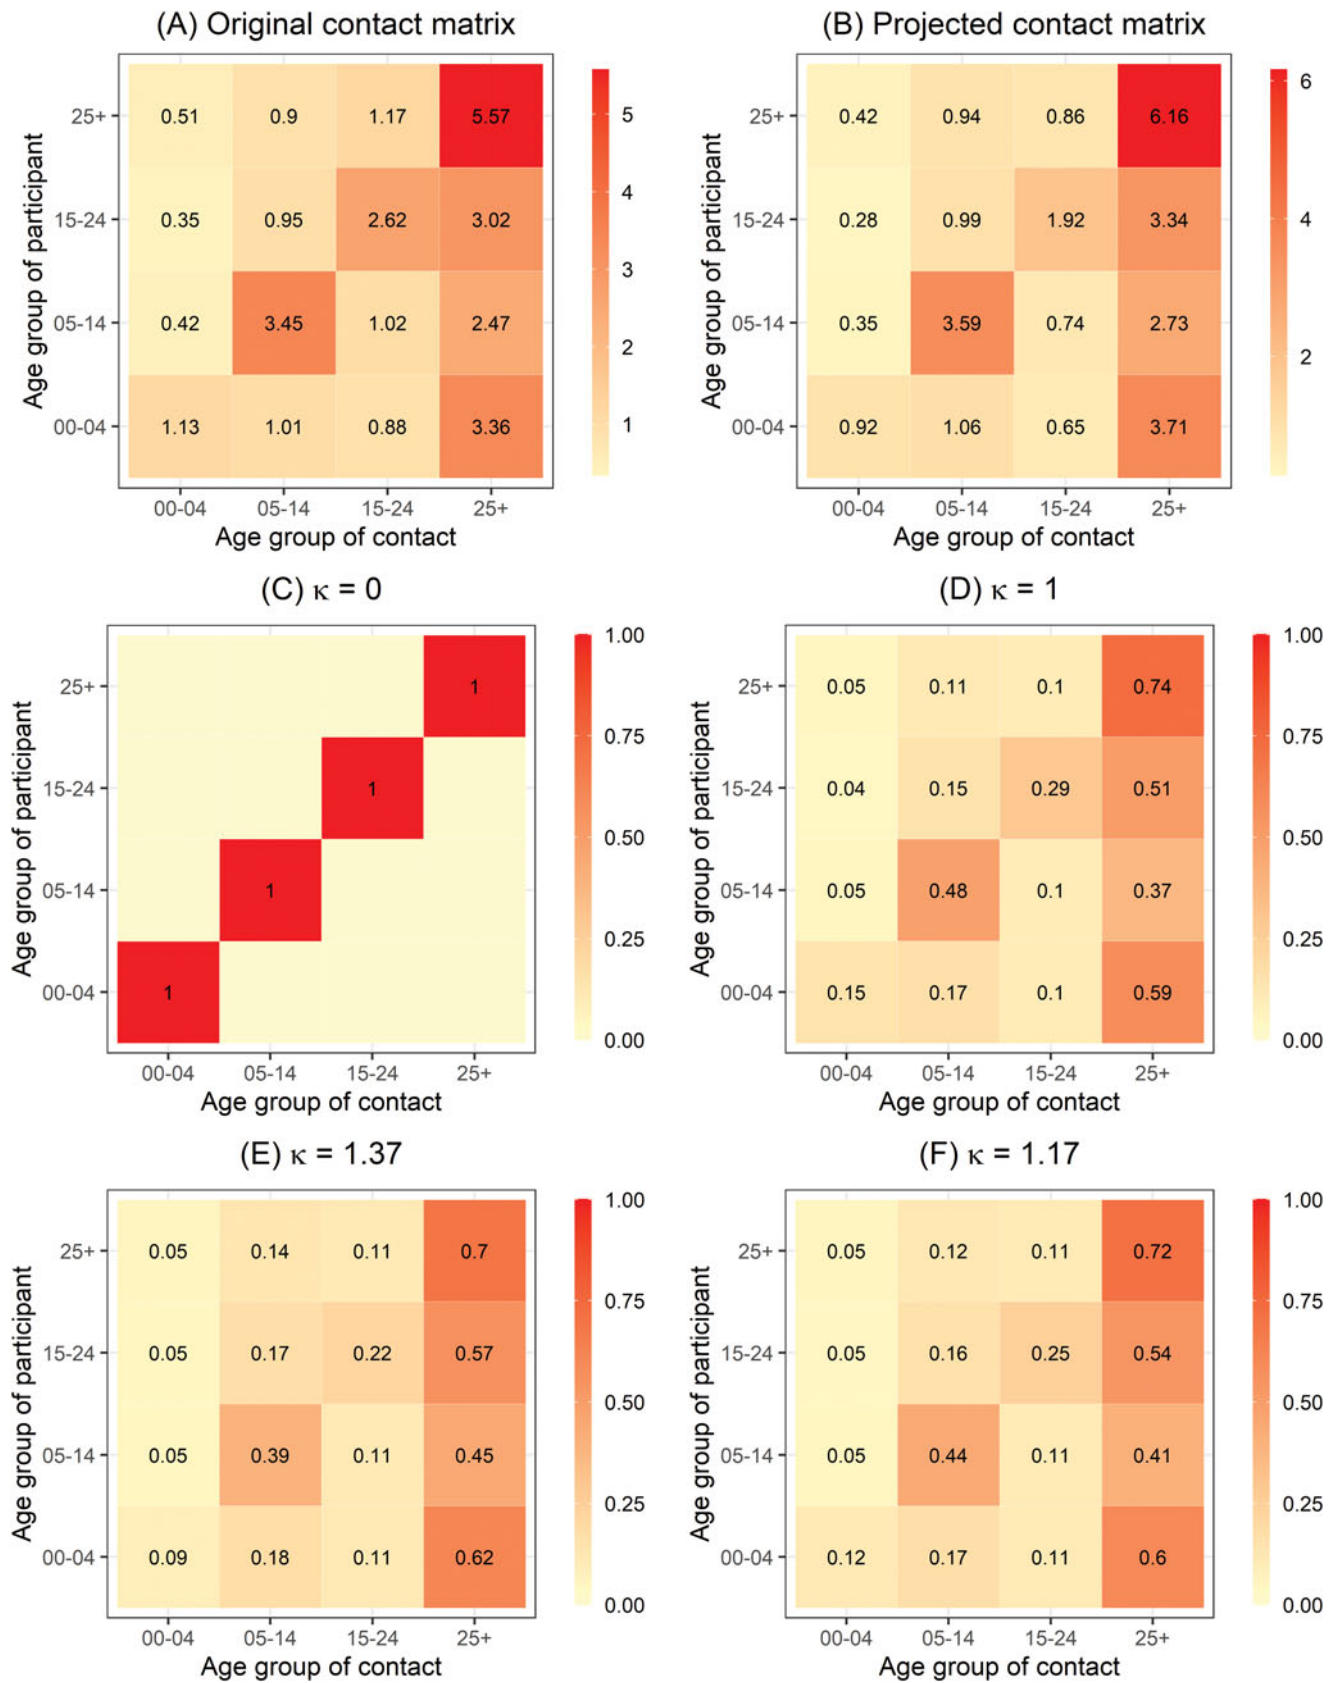 (A) Original contact matrix
Age group of participant
25+ 0.51 0.9 1.17 5.57
15-24 0.35 0.95 2.62 3.02
05-14 0.42 3.45 1.02 2.47
00-04 1.13 1.01 0.88 3.36
00-04 05-14 15-24 25+
Age group of contact
5
4
3
2
1
(B) Projected contact matrix
Age group of participant
25+ 0.42 0.94 0.86 6.16
15-24 0.28 0.99 1.92 3.34
05-14 0.35 3.59 0.74 2.73
00-04 0.92 1.06 0.65 3.71
00-04 05-14 15-24 25+
Age group of contact
6
4
2
(C) κ = 0
Age group of participant
25+ 1
15-24 1
05-14 1
00-04 1
00-04 05-14 15-24 25+
Age group of contact
1.00
0.75
0.50
0.25
0.00
(D) κ = 1
Age group of participant
25+ 0.05 0.11 0.1 0.74
15-24 0.04 0.15 0.29 0.51
05-14 0.05 0.48 0.1 0.37
00-04 0.15 0.17 0.1 0.59
00-04 05-14 15-24 25+
Age group of contact
1.00
0.75
0.50
0.25
0.00
(E) κ = 1.37
Age group of participant
25+ 0.05 0.14 0.11 0.7
15-24 0.05 0.17 0.22 0.57
05-14 0.05 0.39 0.11 0.45
00-04 0.09 0.18 0.11 0.62
00-04 05-14 15-24 25+
Age group of contact
1.00
0.75
0.50
0.25
0.00
(F) κ = 1.17
Age group of participant
25+ 0.05 0.12 0.11 0.72
15-24 0.05 0.16 0.25 0.54
05-14 0.05 0.44 0.11 0.41
00-04 0.12 0.17 0.11 0.6
00-04 05-14 15-24 25+
Age group of contact
1.00
0.75
0.50
0.25
0.00